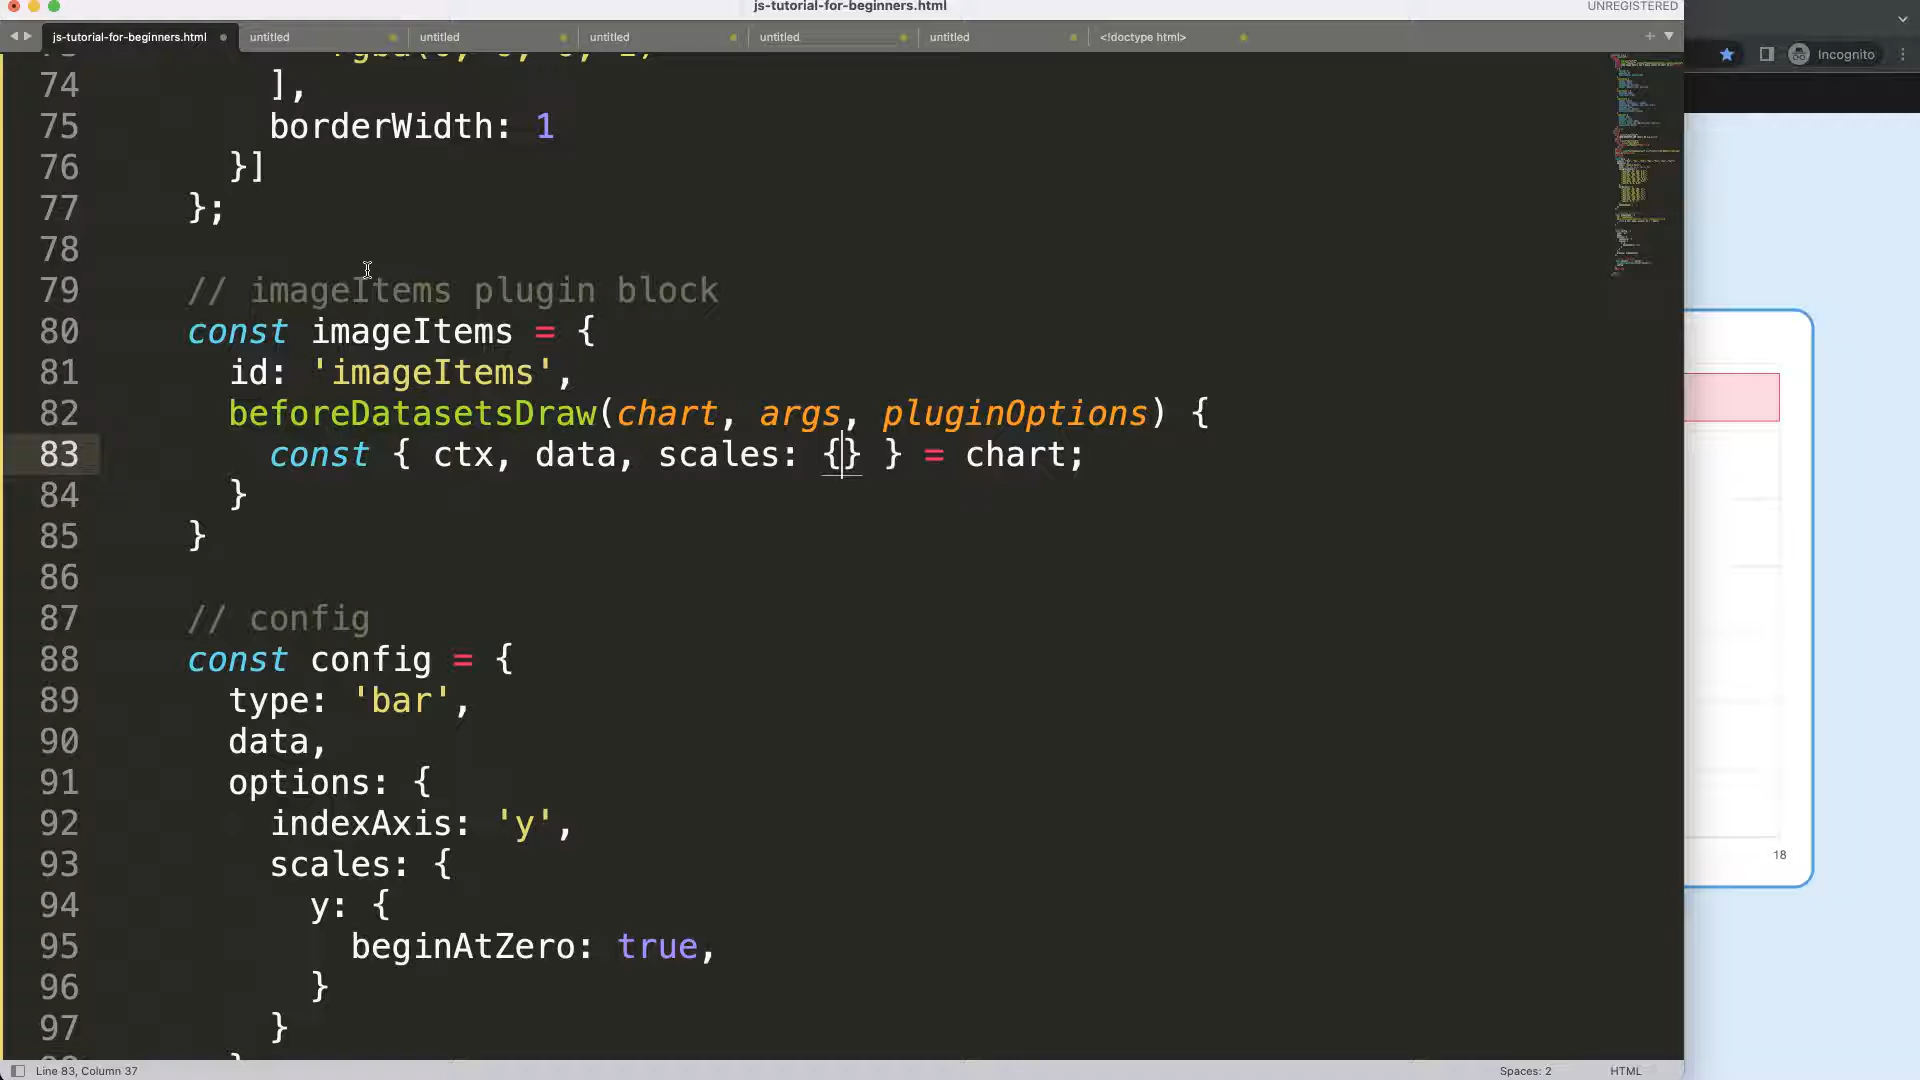 js-tutorial-for-beginners.html
UNREGISTERED
js-tutorial-for-beginners.html untitled untitled untitled untitled untitled <!doctype html>
Incognito
74 ],
75 borderWidth: 1
76 }]
77 };
78
79 // imageItems plugin block
80 const imageItems = {
81 id: 'imageItems',
82 beforeDatasetsDraw(chart, args, pluginOptions) {
83 const { ctx, data, scales: {} } = chart;
84 }
85 }
86
87 // config
88 const config = {
89 type: 'bar',
90 data,
91 options: {
92 indexAxis: 'y',
93 scales: {
94 y: {
95 beginAtZero: true,
96 }
97 }
18
Line 83, Column 37
Spaces: 2
HTML